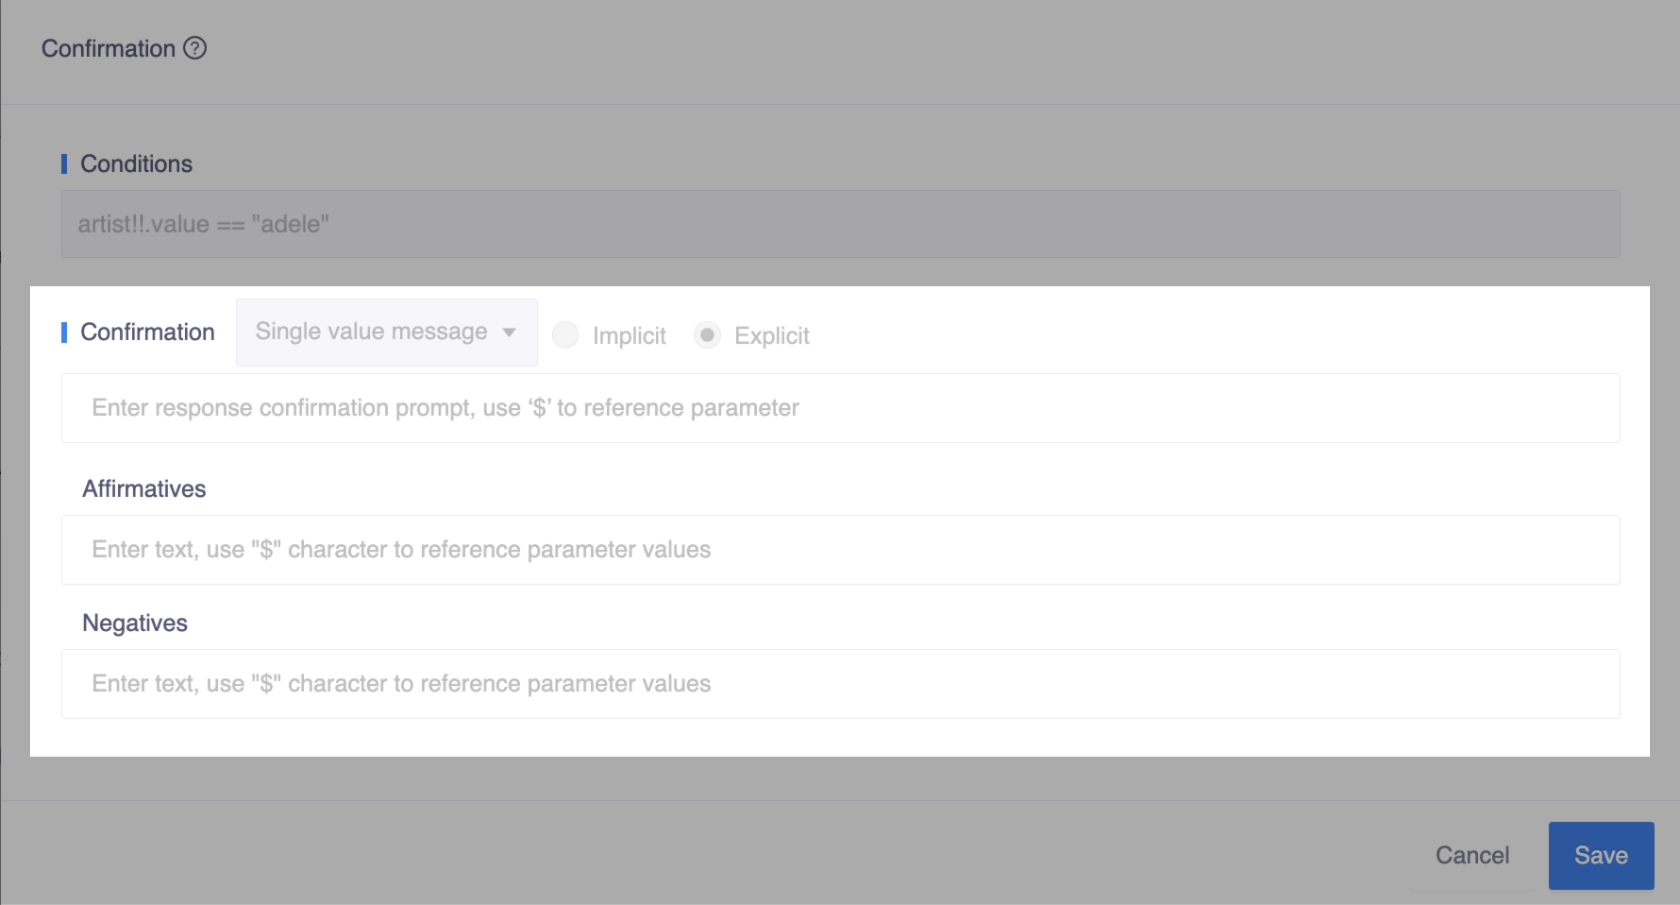 Confirmation ?
Conditions
artist!!.value == "adele"
Confirmation Single value message Implicit Explicit
Enter response confirmation prompt, use ‘$’ to reference parameter
Affirmatives
Enter text, use "$" character to reference parameter values
Negatives
Enter text, use "$" character to reference parameter values
Cancel Save